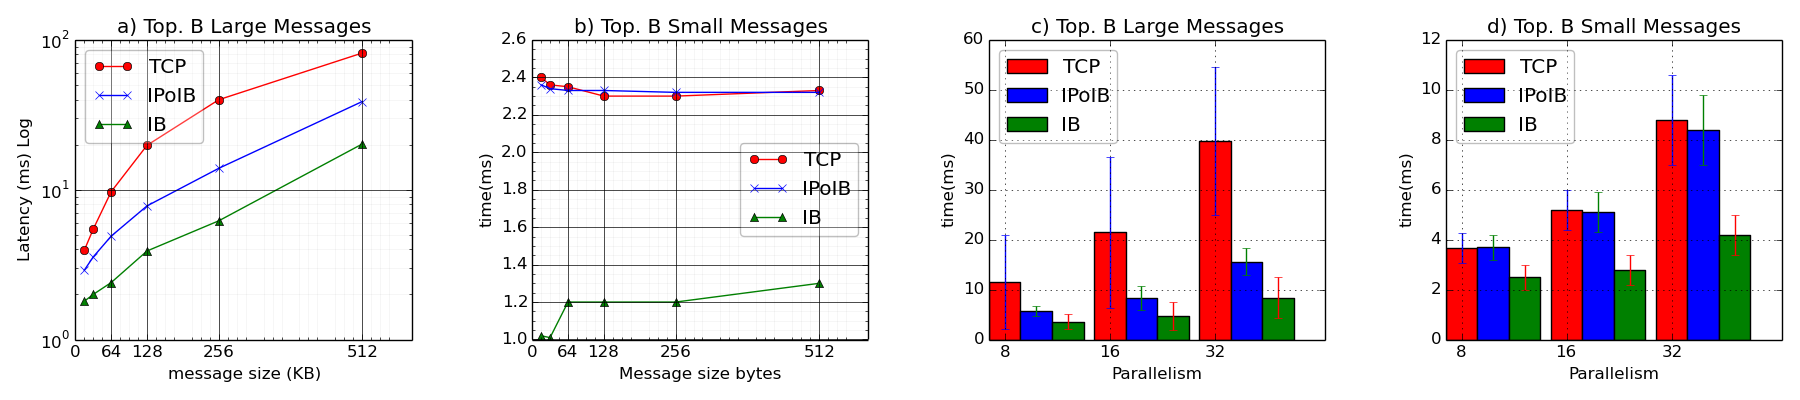 a) Top. B Large Messages
10²
10¹
10⁰
Latency (ms) Log
TCP
IPoIB
IB
0 64 128 256 512
message size (KB)
b) Top. B Small Messages
2.6
2.4
2.2
2.0
1.8
1.6
1.4
1.2
1.0
time(ms)
TCP
IPoIB
IB
0 64 128 256 512
Message size bytes
c) Top. B Large Messages
60
50
40
30
20
10
0
time(ms)
TCP
IPoIB
IB
8 16 32
Parallelism
d) Top. B Small Messages
12
10
8
6
4
2
0
time(ms)
TCP
IPoIB
IB
8 16 32
Parallelism